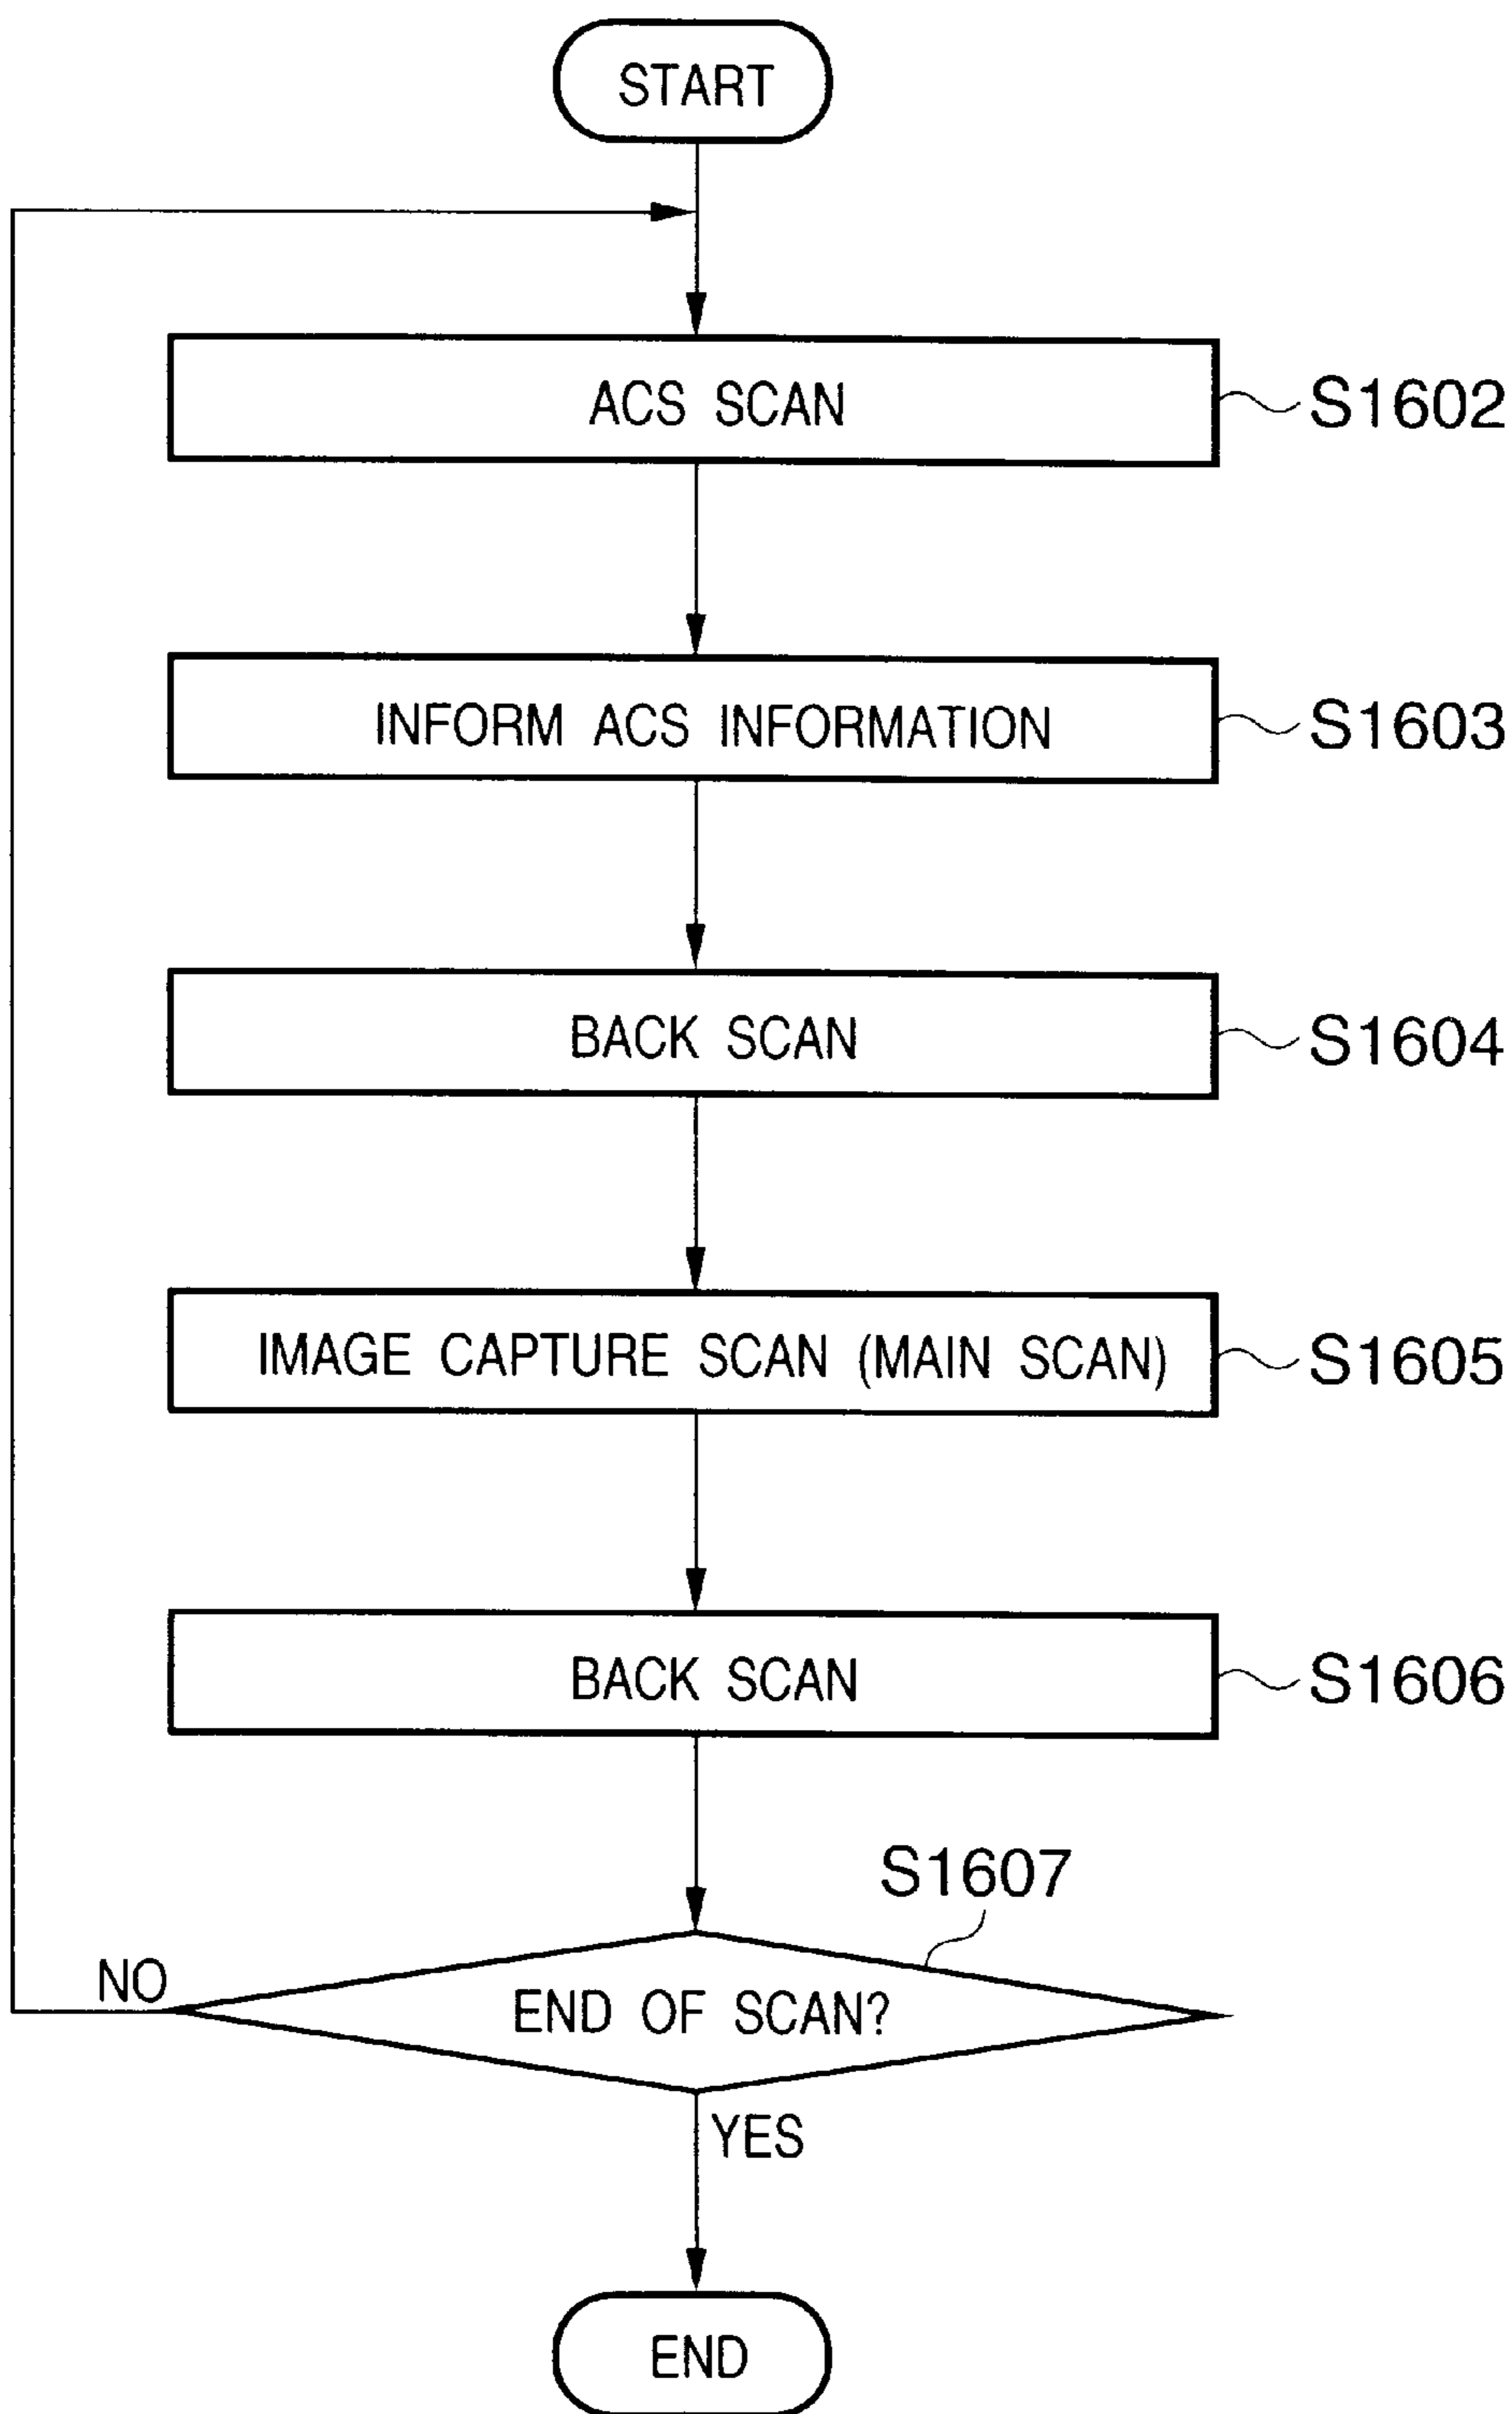 START
ACS SCAN
S1602
INFORM ACS INFORMATION
S1603
BACK SCAN
S1604
IMAGE CAPTURE SCAN (MAIN SCAN)
S1605
BACK SCAN
S1606
S1607
NO
END OF SCAN?
YES
END